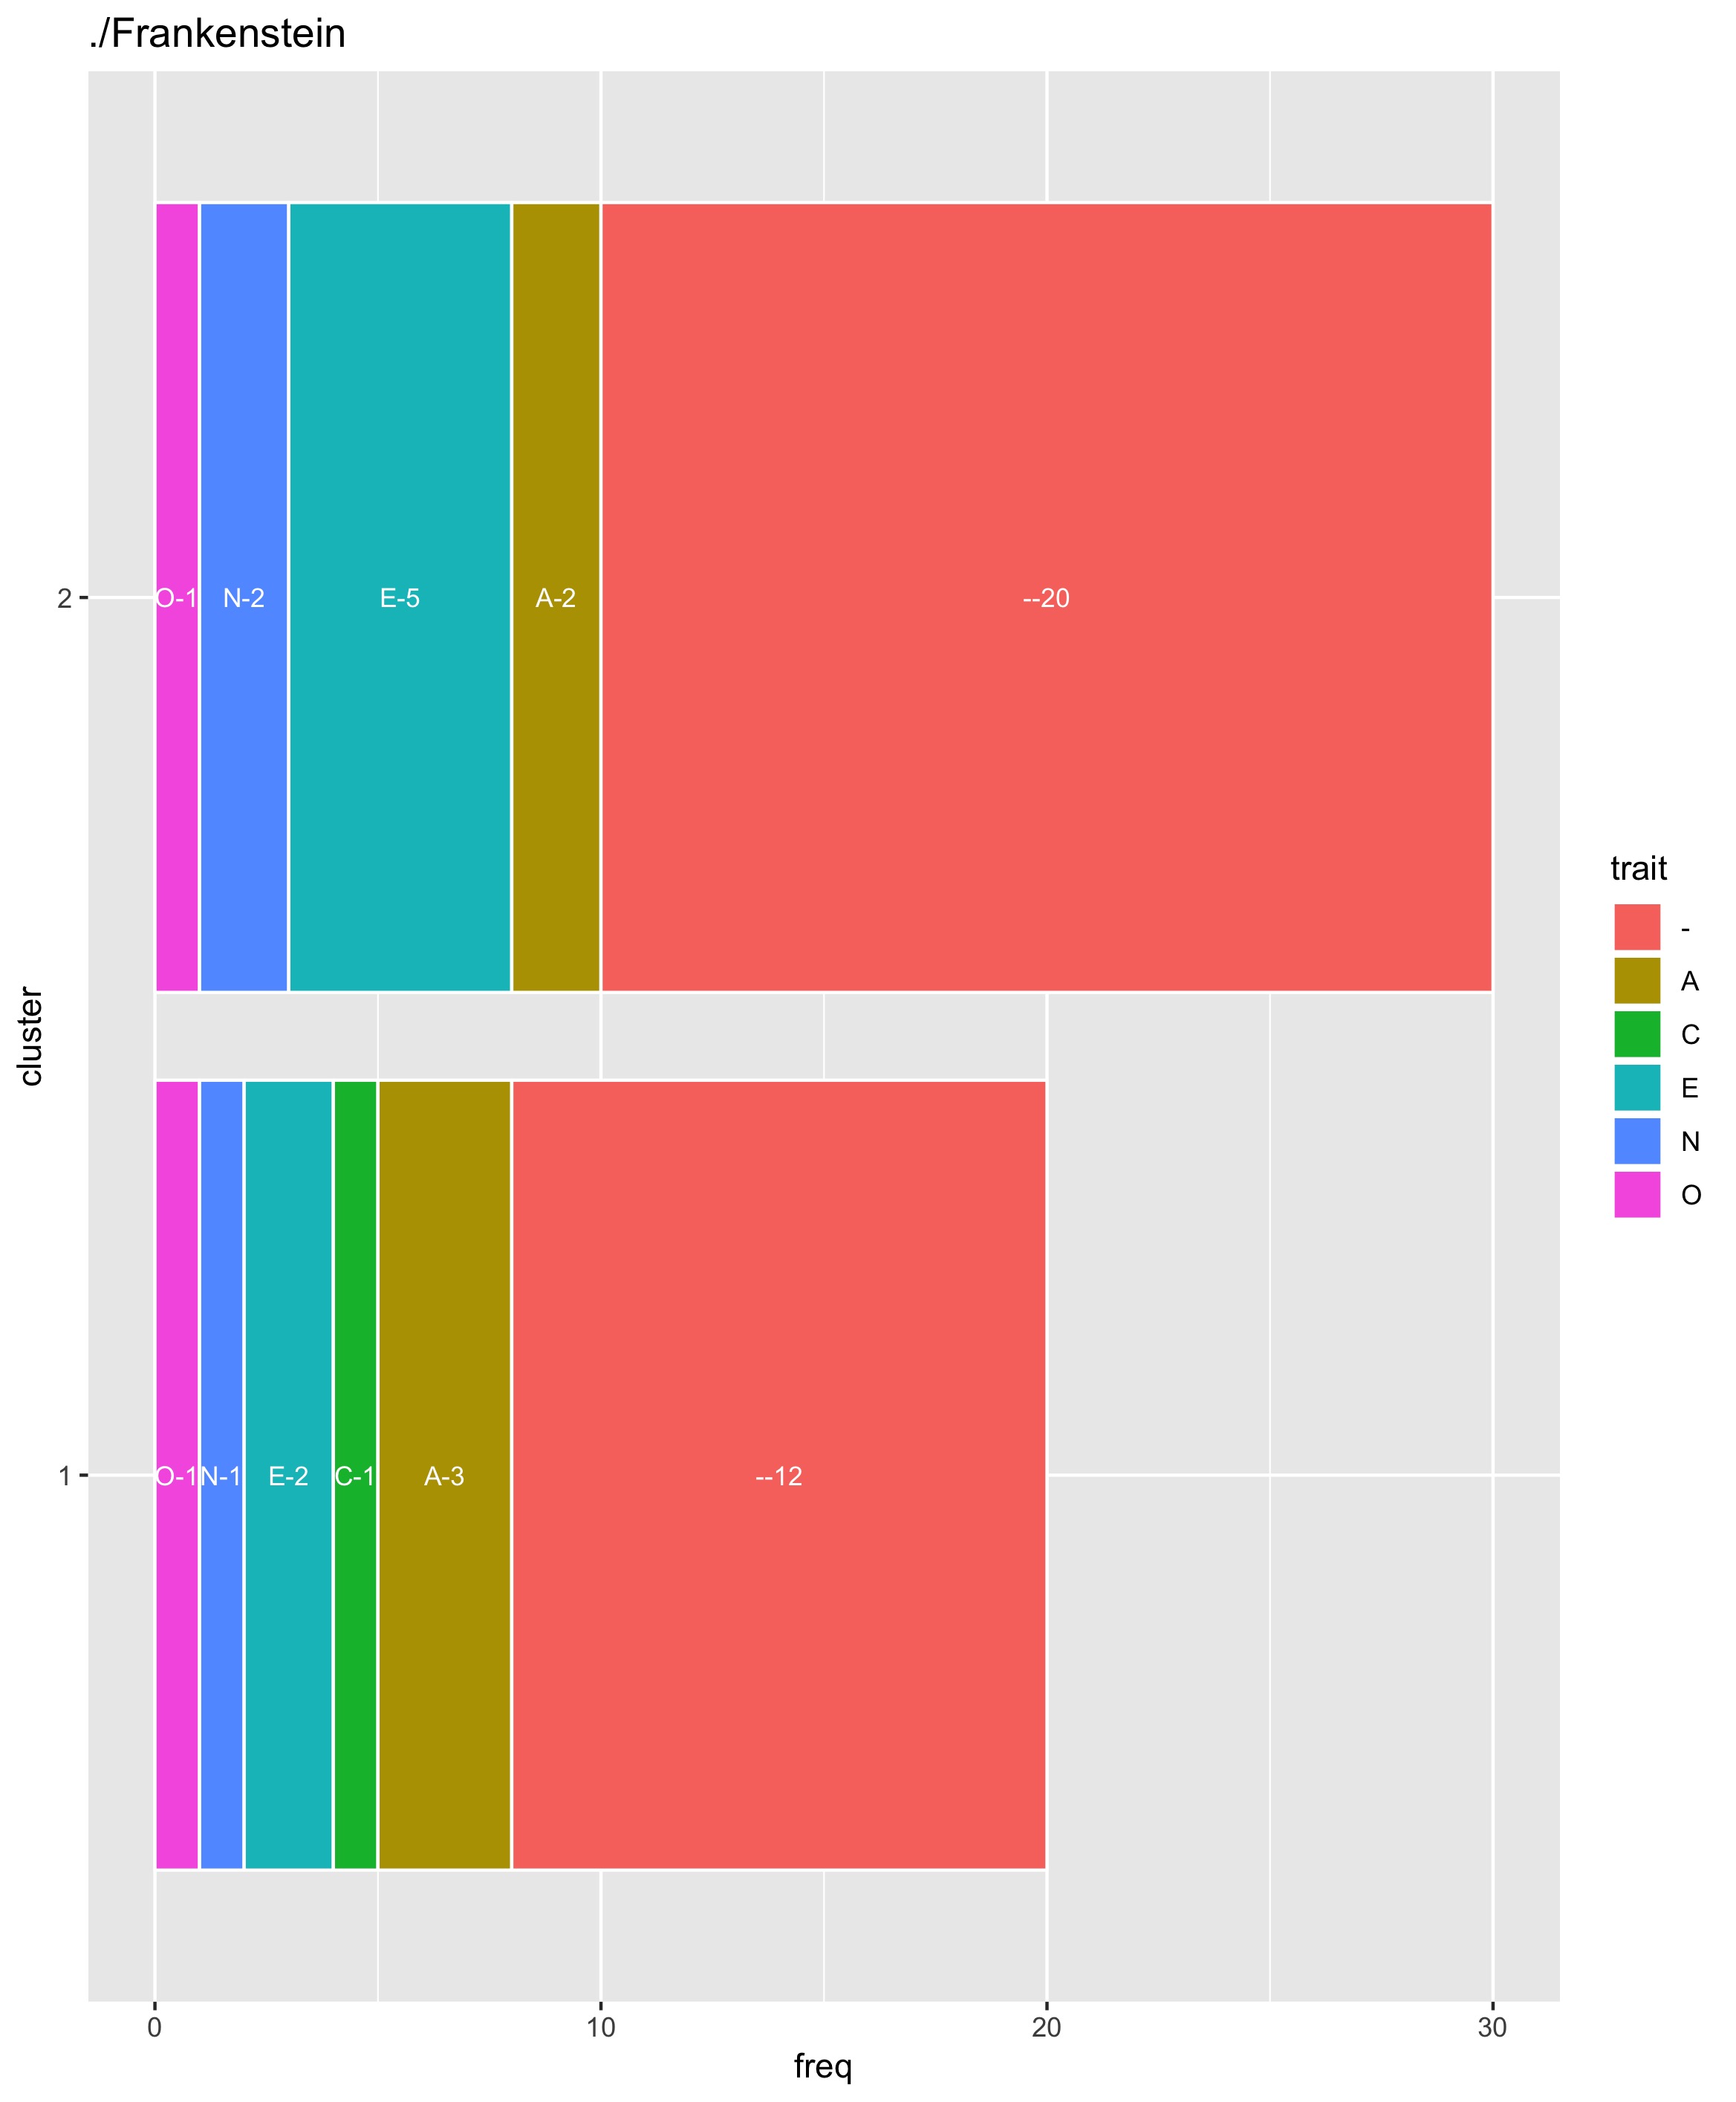 ./Frankenstein
cluster
2
O-1 N-2 E-5 A-2 --20
1
O-1 N-1 E-2 C-1 A-3 --12
0 10 20 30
freq
trait
-
A
C
E
N
O